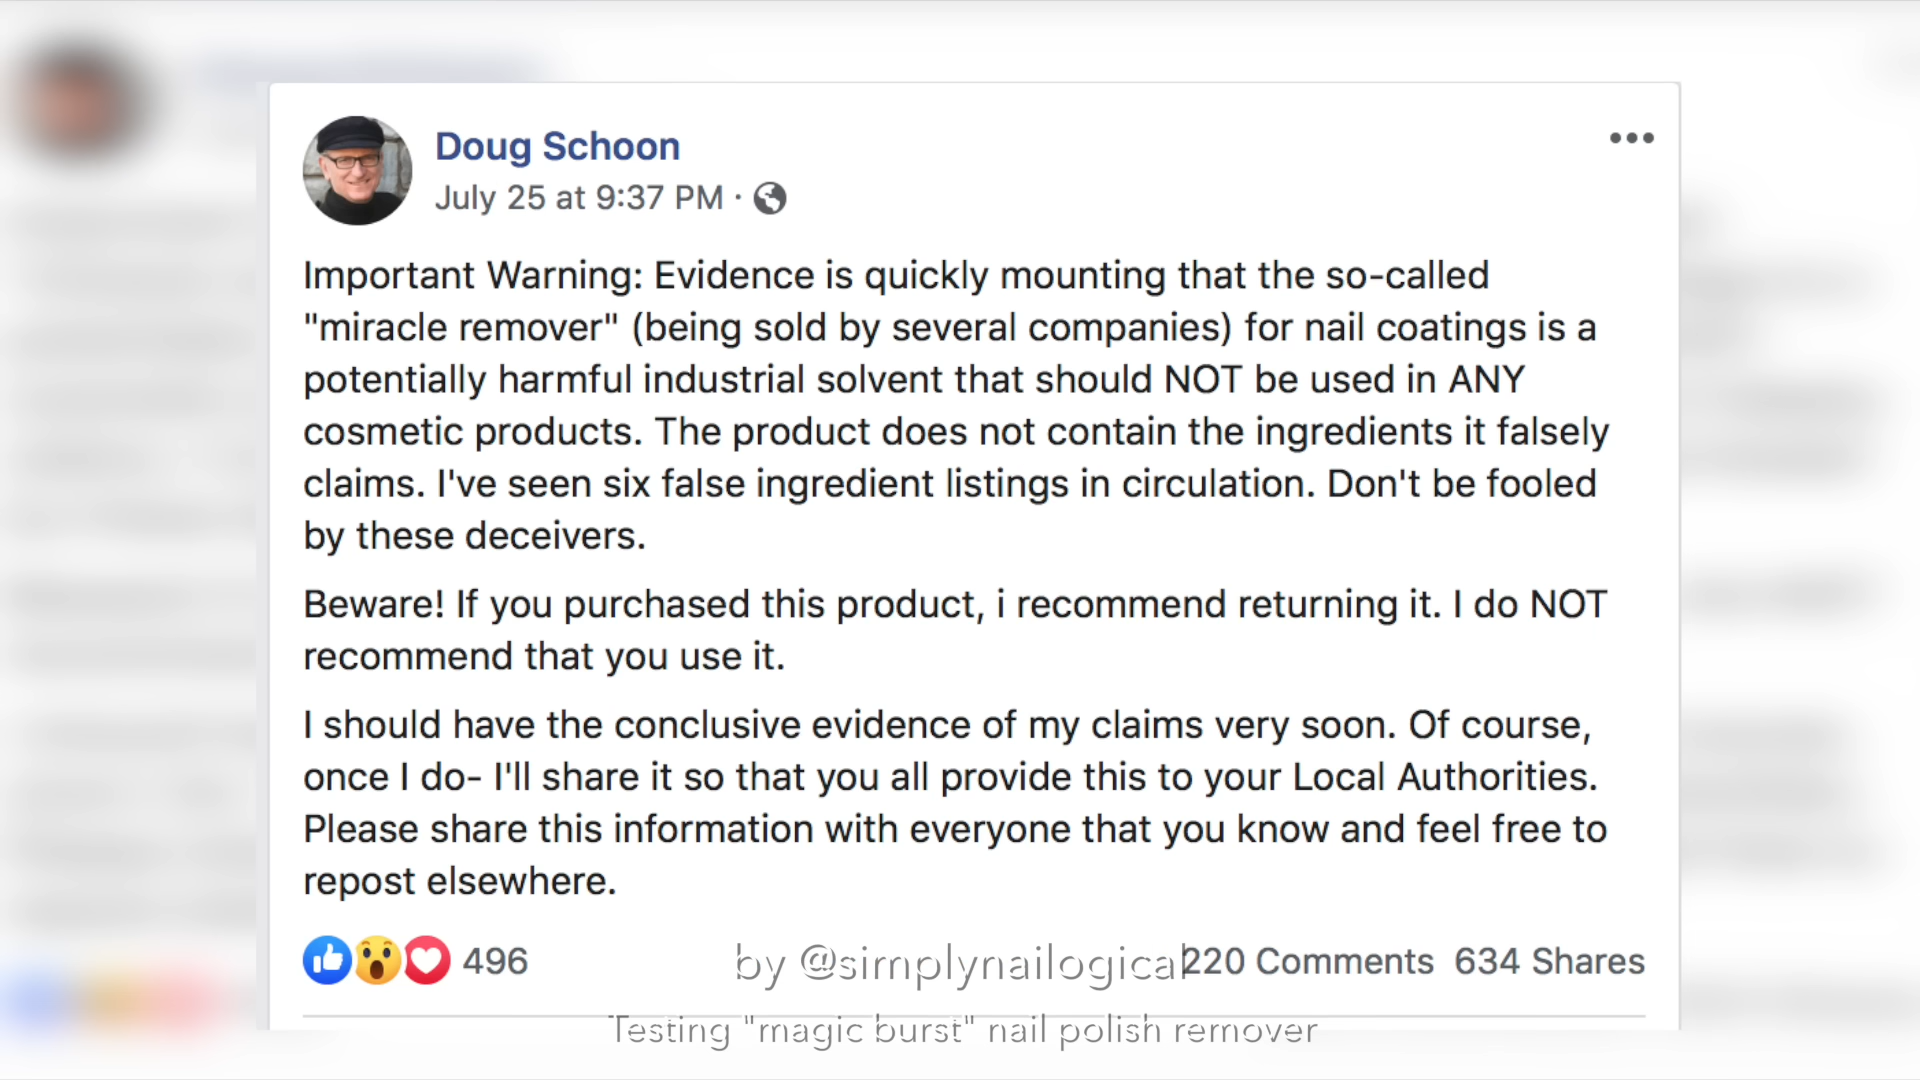 Doug Schoon
July 25 at 9:37 PM ·
Important Warning: Evidence is quickly mounting that the so-called
"miracle remover" (being sold by several companies) for nail coatings is a
potentially harmful industrial solvent that should NOT be used in ANY
cosmetic products. The product does not contain the ingredients it falsely
claims. I've seen six false ingredient listings in circulation. Don't be fooled
by these deceivers.
Beware! If you purchased this product, i recommend returning it. I do NOT
recommend that you use it.
I should have the conclusive evidence of my claims very soon. Of course,
once I do- I'll share it so that you all provide this to your Local Authorities.
Please share this information with everyone that you know and feel free to
repost elsewhere.
496 by @simplynailogical 220 Comments 634 Shares
Testing "magic burst" nail polish remover